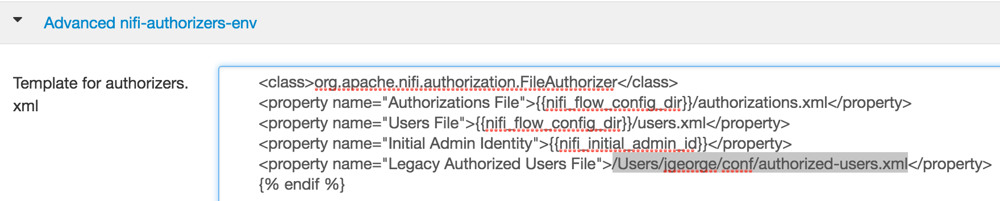 Advanced nifi-authorizers-env
Template for authorizers.
xml
<class>org.apache.nifi.authorization.FileAuthorizer</class>
<property name="Authorizations File">{{nifi_flow_config_dir}}/authorizations.xml</property>
<property name="Users File">{{nifi_flow_config_dir}}/users.xml</property>
<property name="Initial Admin Identity">{{nifi_initial_admin_id}}</property>
<property name="Legacy Authorized Users File">/Users/jgeorge/conf/authorized-users.xml</property>
{% endif %}